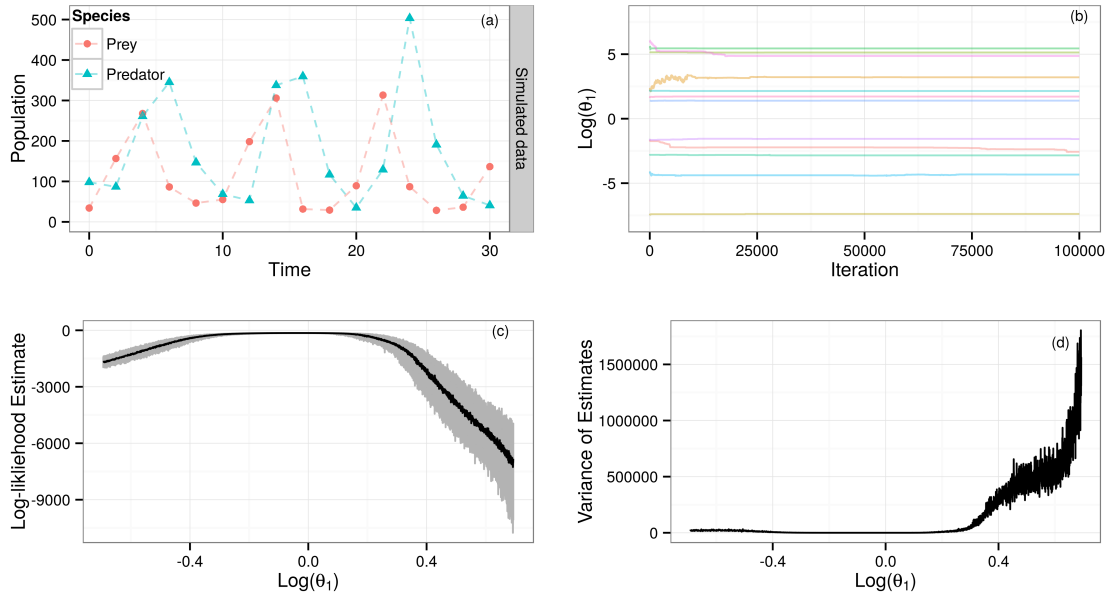 Species
Prey
Predator
(a)
500
400
300
200
100
0
Population
0
10
20
30
Time
Simulated data
(b)
5
0
-5
Log(θ1)
0
25000
50000
75000
100000
Iteration
(c)
0
-3000
-6000
-9000
Log-likliehood Estimate
-0.4
0.0
0.4
Log(θ1)
(d)
1500000
1000000
500000
0
Variance of Estimates
-0.4
0.0
0.4
Log(θ1)